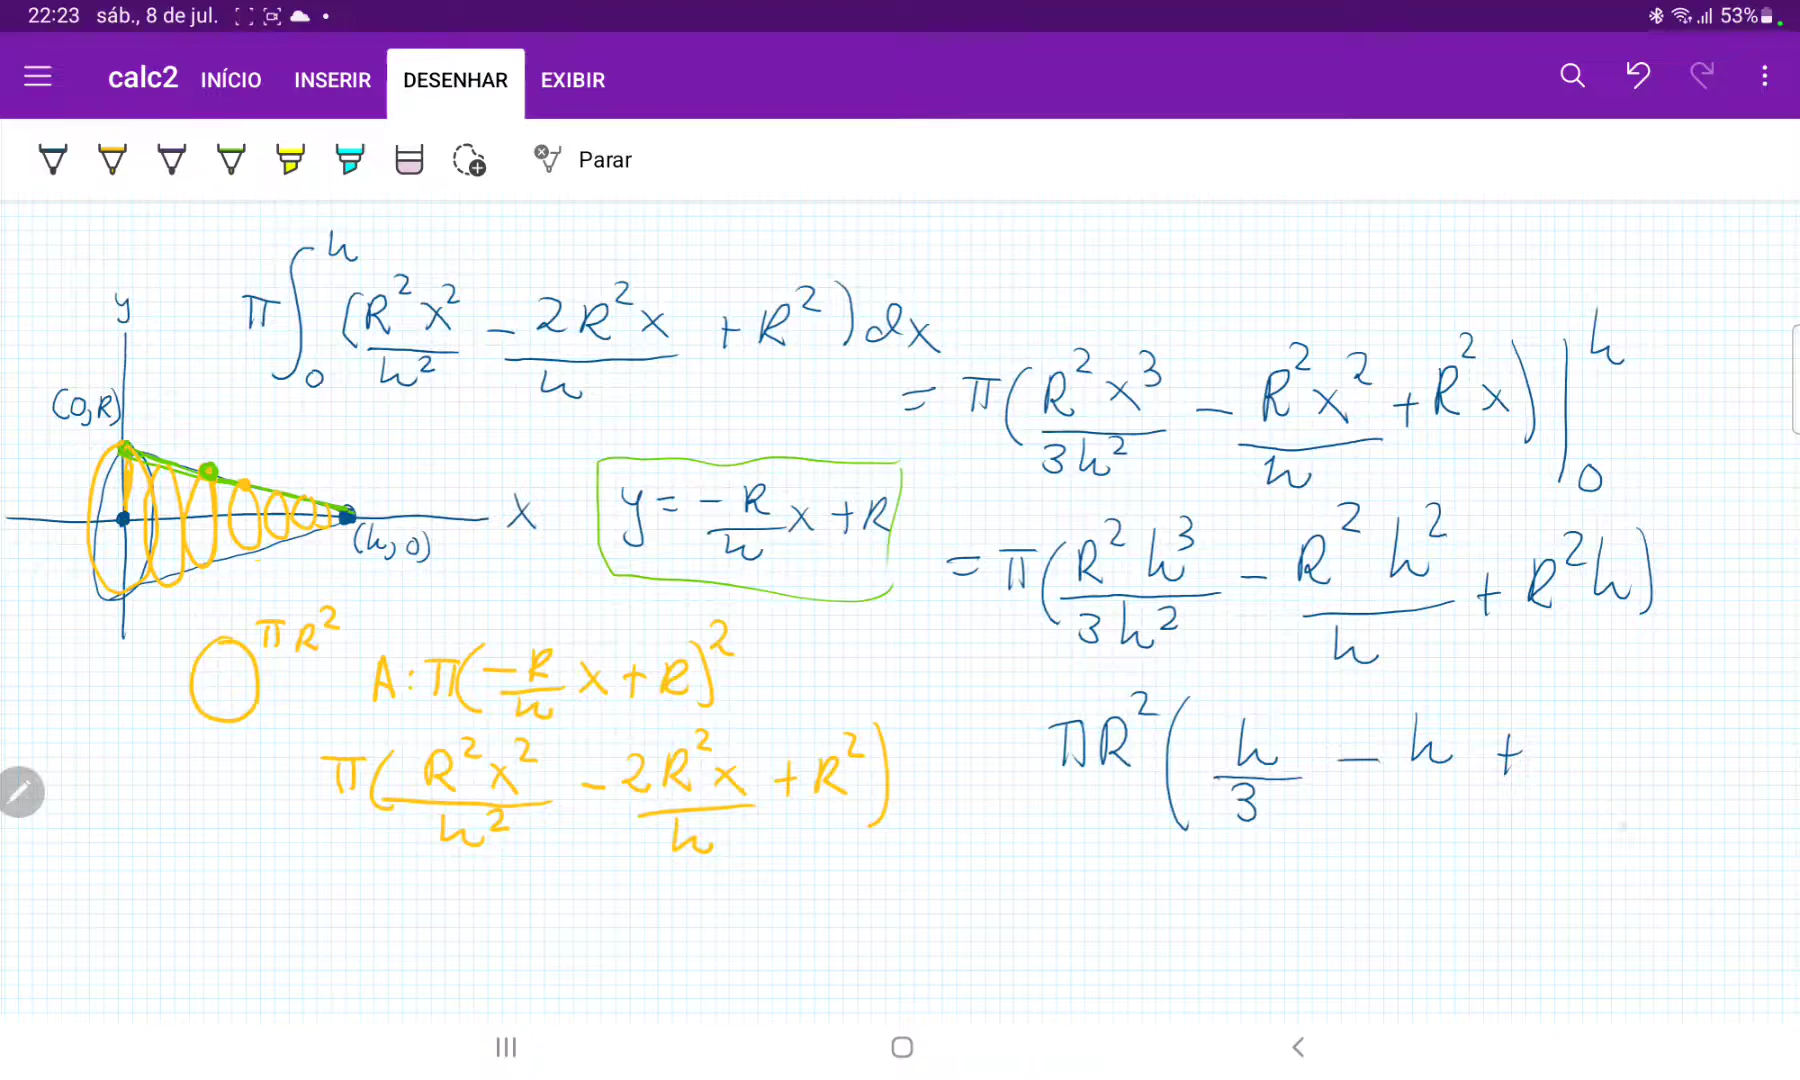 22:23 sáb., 8 de jul. 53%
calc2 INÍCIO INSERIR DESENHAR EXIBIR
Parar
π∫₀ʰ (R²x²/h² - 2R²x/h + R²)dx
= π(R²x³/3h² - R²x²/h + R²x)|₀ʰ
y
(0,R)
x
(h,0)
y = -R/h x + R
= π(R²h³/3h² - R²h²/h + R²h)
πR²
A: π(-R/h x + R)²
π(R²x²/h² - 2R²x/h + R²)
πR²(h/3 - h +